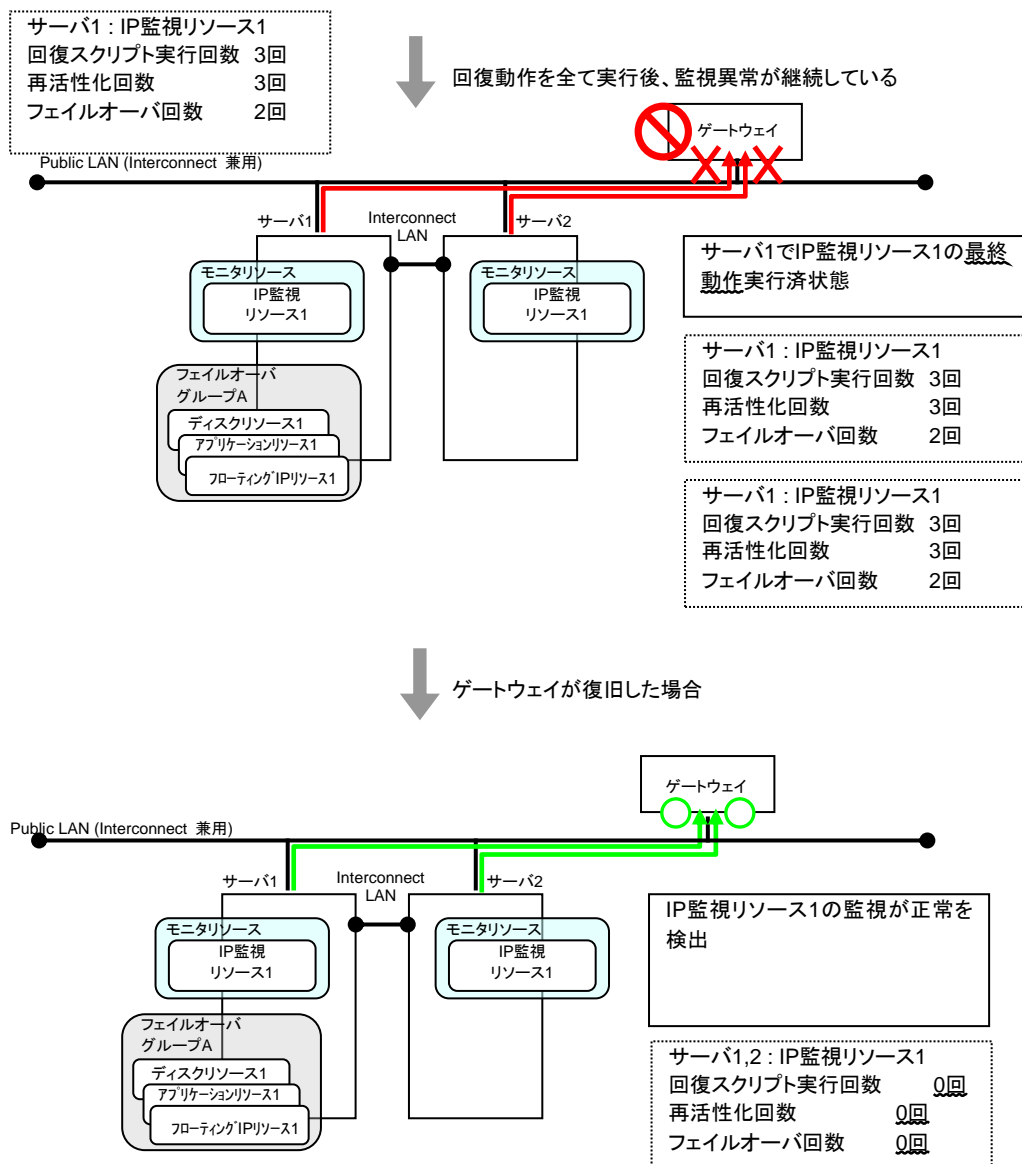 サーバ1 : IP監視リソース1
回復スクリプト実行回数 3回
再活性化回数 3回
フェイルオーバ回数 2回
回復動作を全て実行後、監視異常が継続している
ゲートウェイ
Public LAN (Interconnect 兼用)
サーバ1
Interconnect
LAN
サーバ2
モニタリソース
IP監視
リソース1
モニタリソース
IP監視
リソース1
フェイルオーバ
グループA
ディスクリソース1
アプリケーションリソース1
フローティングIPリソース1
サーバ1でIP監視リソース1の最終
動作実行済状態
サーバ1 : IP監視リソース1
回復スクリプト実行回数 3回
再活性化回数 3回
フェイルオーバ回数 2回
サーバ1 : IP監視リソース1
回復スクリプト実行回数 3回
再活性化回数 3回
フェイルオーバ回数 2回
ゲートウェイが復旧した場合
ゲートウェイ
Public LAN (Interconnect 兼用)
サーバ1
Interconnect
LAN
サーバ2
モニタリソース
IP監視
リソース1
モニタリソース
IP監視
リソース1
フェイルオーバ
グループA
ディスクリソース1
アプリケーションリソース1
フローティングIPリソース1
IP監視リソース1の監視が正常を
検出
サーバ1,2 : IP監視リソース1
回復スクリプト実行回数 0回
再活性化回数 0回
フェイルオーバ回数 0回